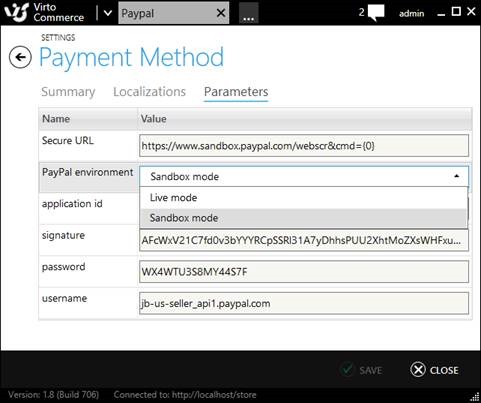 Virto
Commerce
Paypal
...
2
admin
SETTINGS
Payment Method
Summary Localizations Parameters
Name Value
Secure URL https://www.sandbox.paypal.com/webscr&cmd={0}
PayPal environment Sandbox mode
Live mode
application id
Sandbox mode
signature AFcWxV21C7fd0v3bYYYRCpSSRl31A7yDhhsPUU2XhtMoZXsWHFxu...
password WX4WTU3S8MY44S7F
username jb-us-seller_api1.paypal.com
SAVE CLOSE
Version: 1.8 (Build 706) Connected to: http://localhost/store